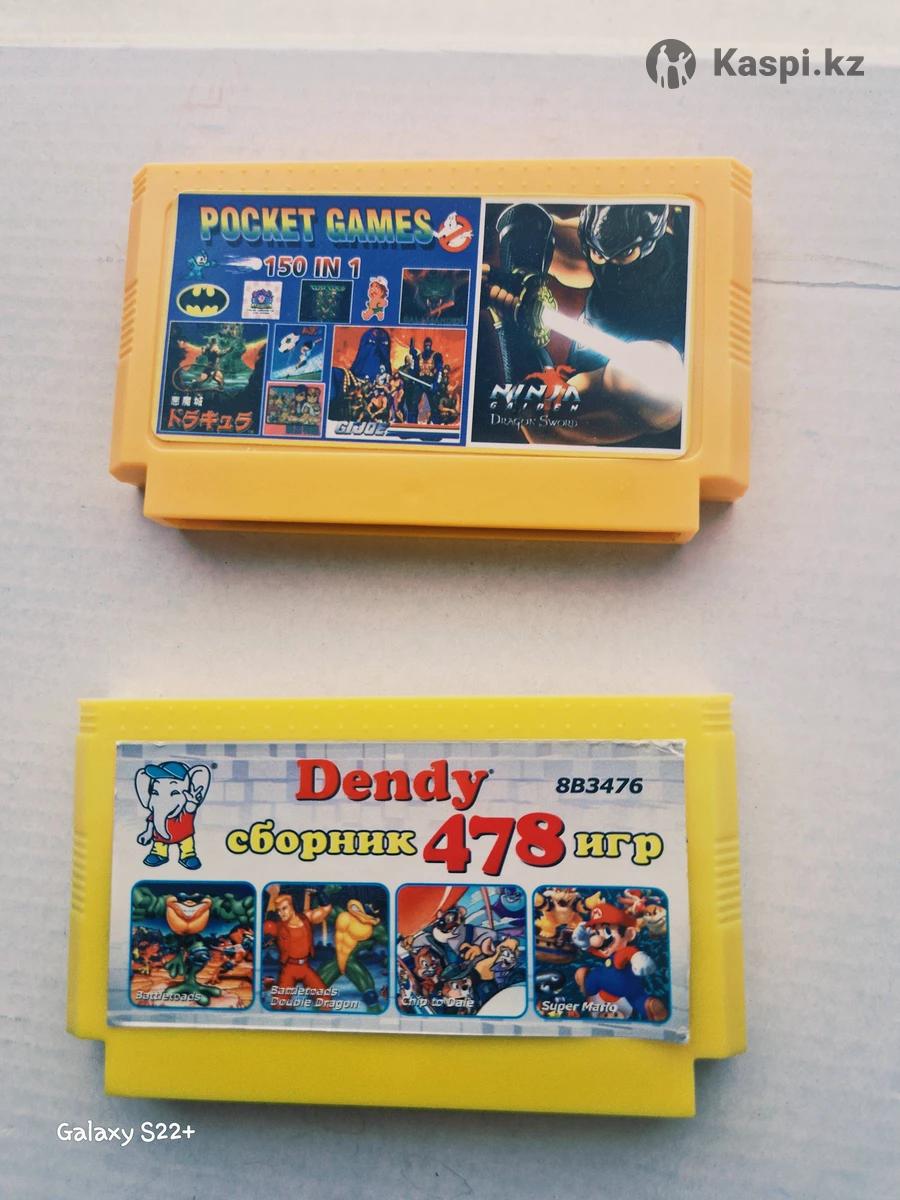 Kaspi.kz
POCKET GAMES
150 IN 1
悪魔城
ドラキュラ
G.I. JOE
NINJA
GAIDEN
DRAGON SWORD
Dendy
8B3476
сборник 478 игр
Battletoads
Battletoads
Double Dragon
Chip to Dale
Super Mario
Galaxy S22+